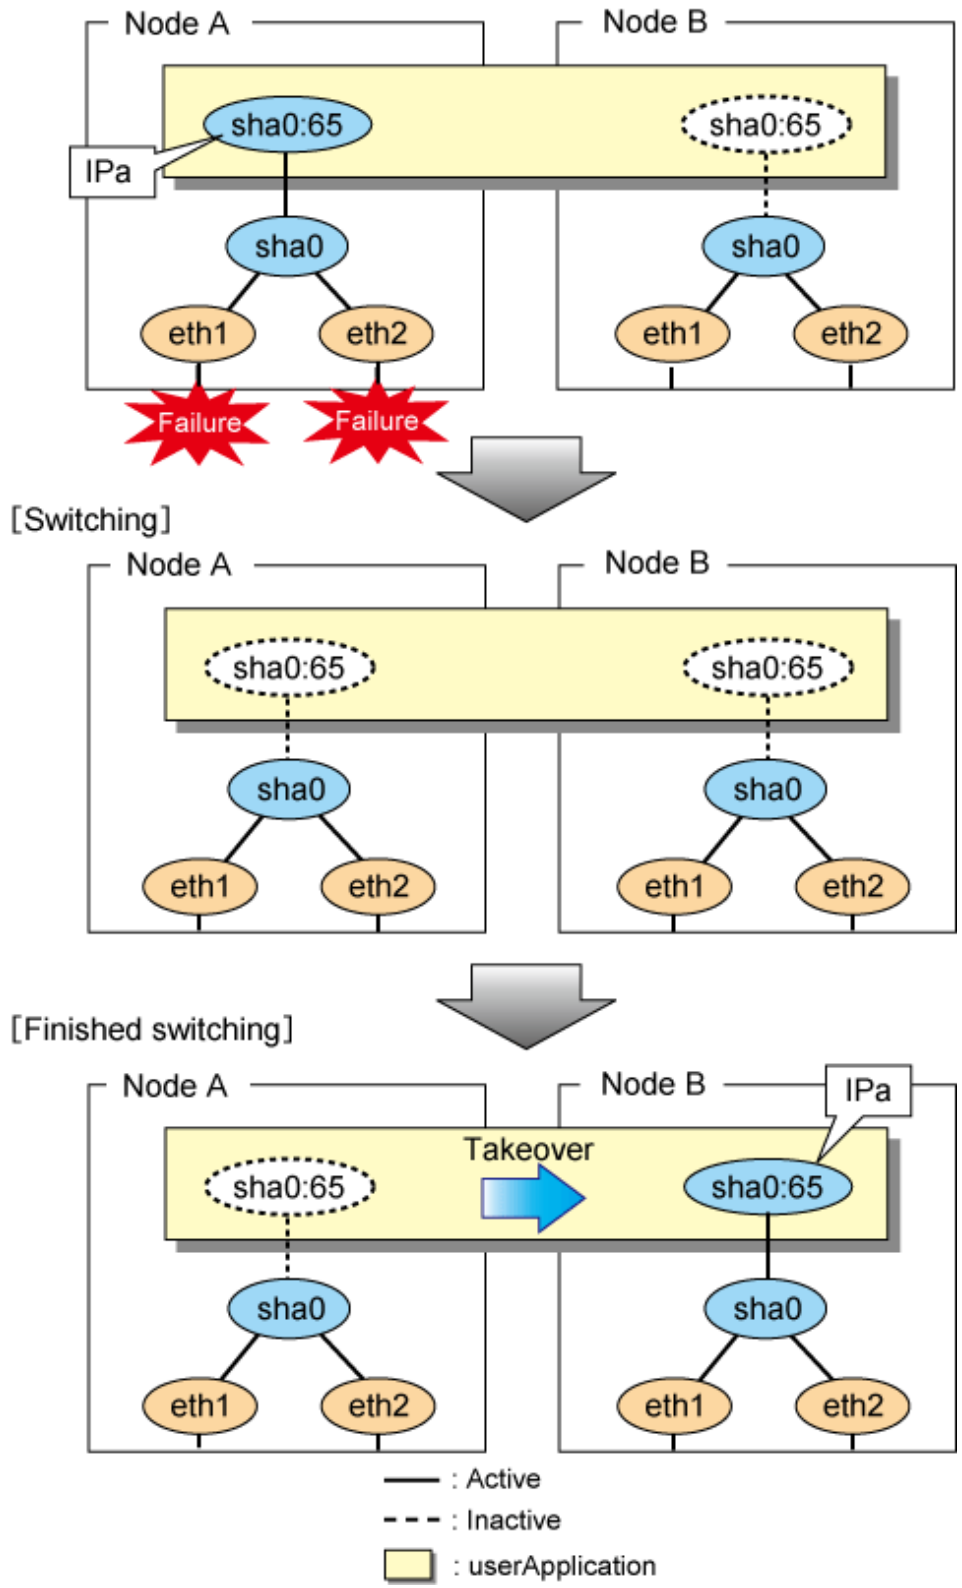 Node A
Node B
sha0:65
sha0:65
IPa
sha0
sha0
eth1
eth2
eth1
eth2
Failure
Failure
[Switching]
Node A
Node B
sha0:65
sha0:65
sha0
sha0
eth1
eth2
eth1
eth2
[Finished switching]
Node A
Node B
IPa
Takeover
sha0:65
sha0:65
sha0
sha0
eth1
eth2
eth1
eth2
: Active
: Inactive
: userApplication